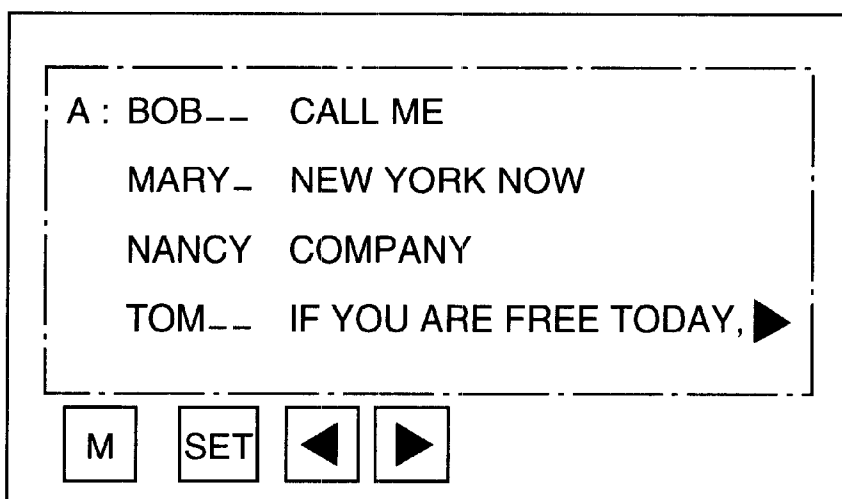 A : BOB_ _ CALL ME
MARY_ NEW YORK NOW
NANCY COMPANY
TOM_ _ IF YOU ARE FREE TODAY, ▶
M SET ◀ ▶